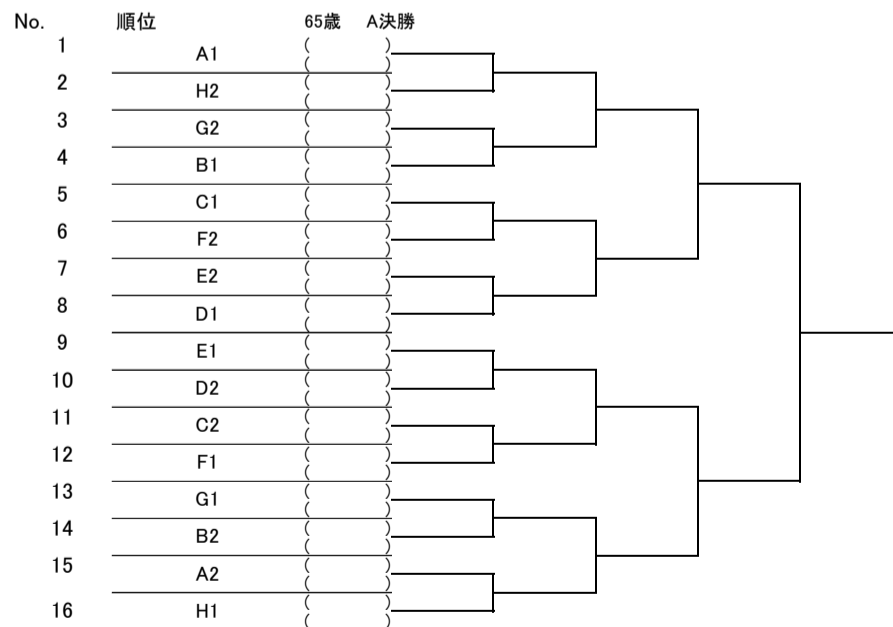 No. 順位 65歳 A決勝
1 A1 ( )
2 H2 ( )
3 G2 ( )
4 B1 ( )
5 C1 ( )
6 F2 ( )
7 E2 ( )
8 D1 ( )
9 E1 ( )
10 D2 ( )
11 C2 ( )
12 F1 ( )
13 G1 ( )
14 B2 ( )
15 A2 ( )
16 H1 ( )